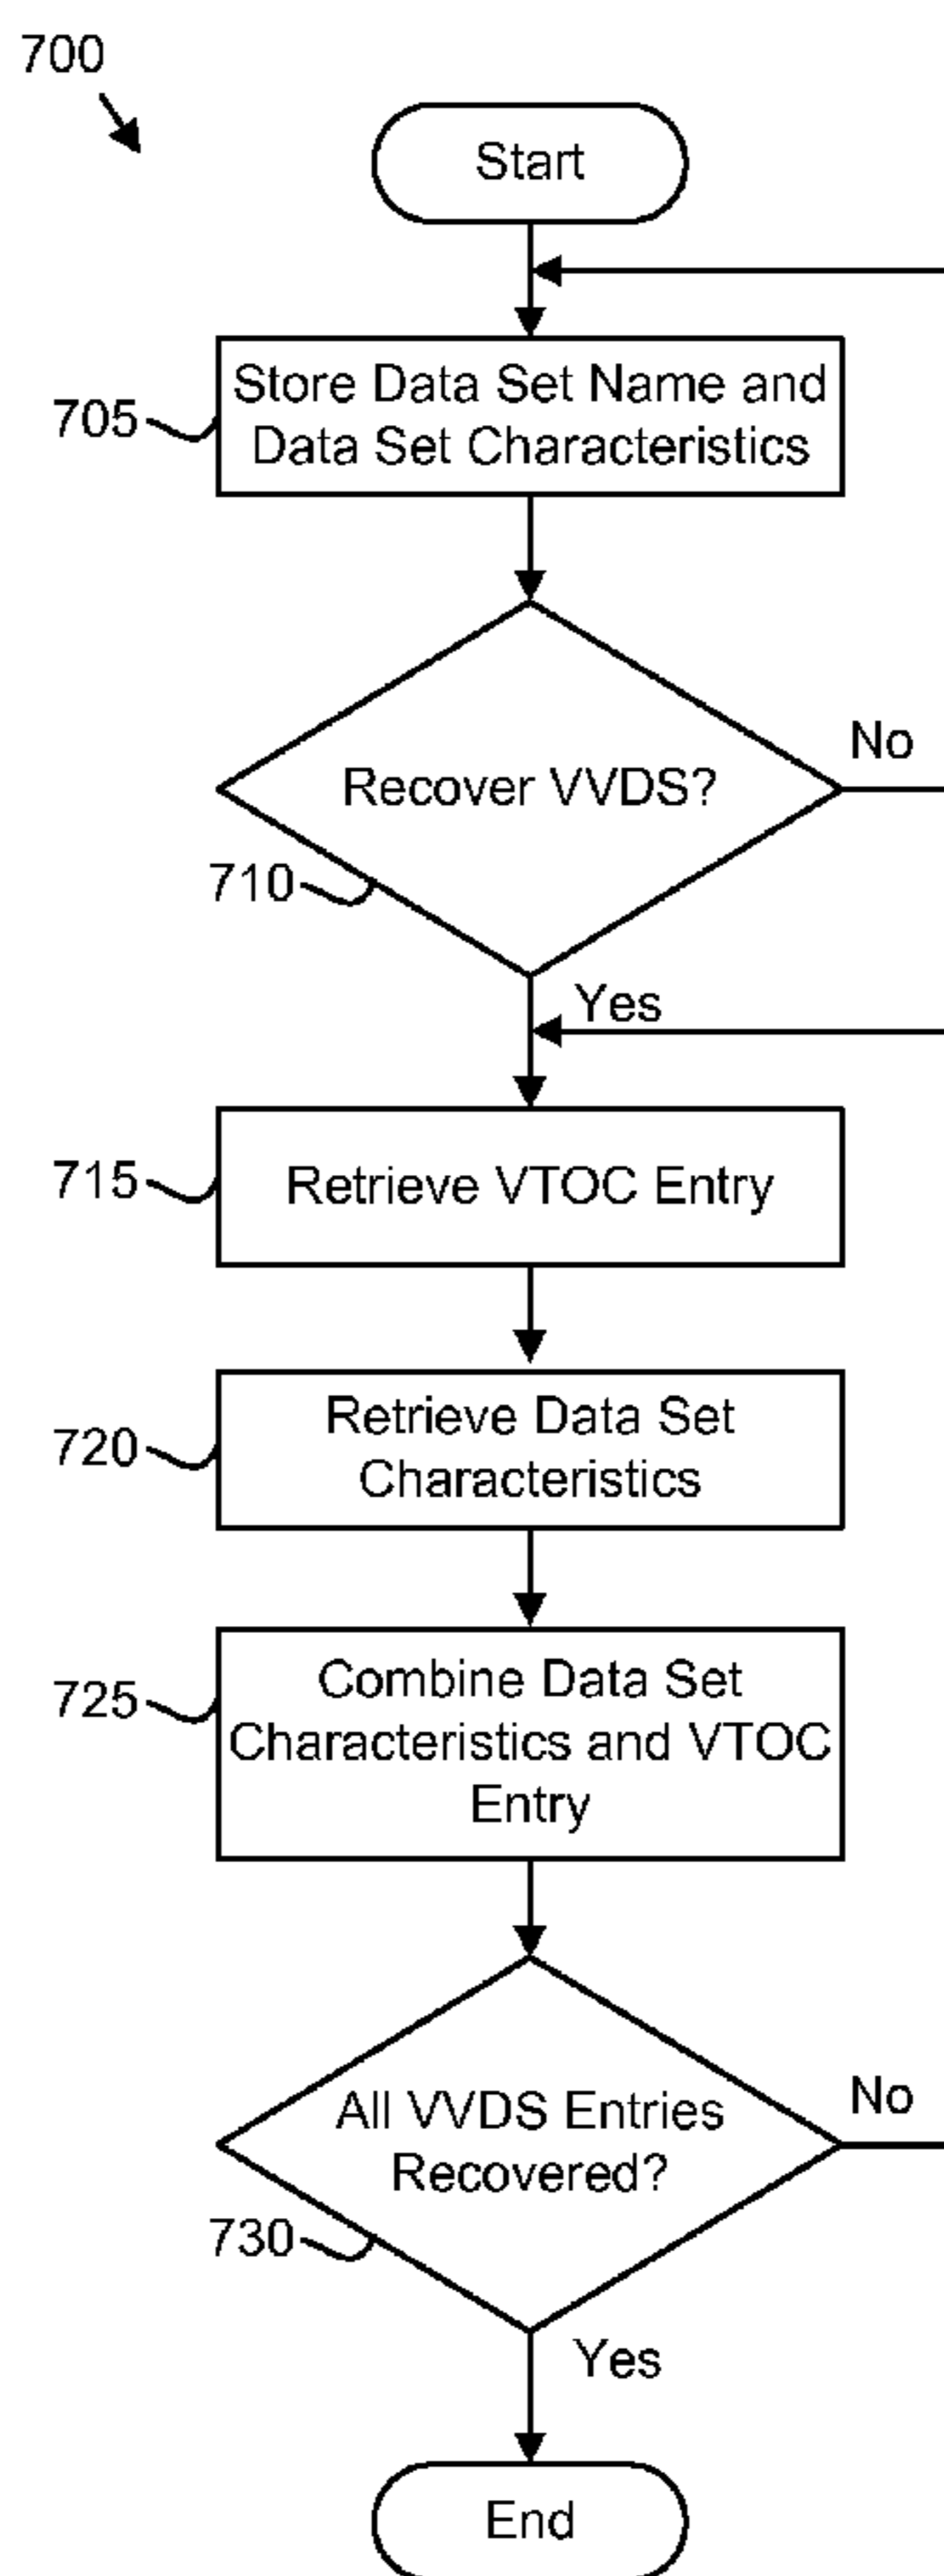 700
Start
Store Data Set Name and
Data Set Characteristics
705
Recover VVDS?
No
710
Yes
Retrieve VTOC Entry
715
Retrieve Data Set
Characteristics
720
Combine Data Set
Characteristics and VTOC
Entry
725
All VVDS Entries
Recovered?
No
730
Yes
End